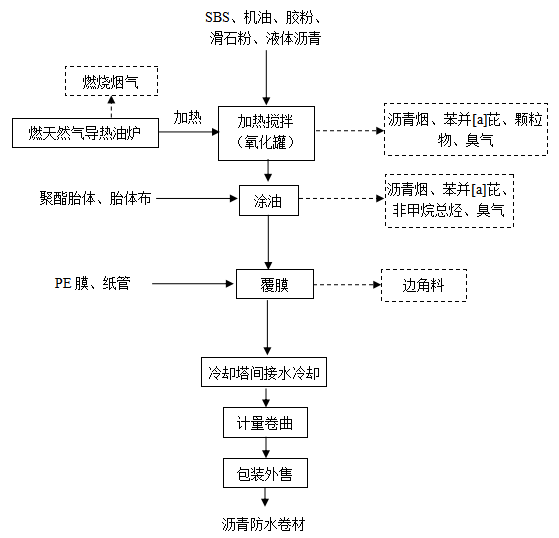 SBS、机油、胶粉、
滑石粉、液体沥青
燃烧烟气
燃天然气导热油炉
加热
加热搅拌
（氧化罐）
沥青烟、苯并[a]芘、颗粒
物、臭气
聚酯胎体、胎体布
涂油
沥青烟、苯并[a]芘、
非甲烷总烃、臭气
PE 膜、纸管
覆膜
边角料
冷却塔间接水冷却
计量卷曲
包装外售
沥青防水卷材